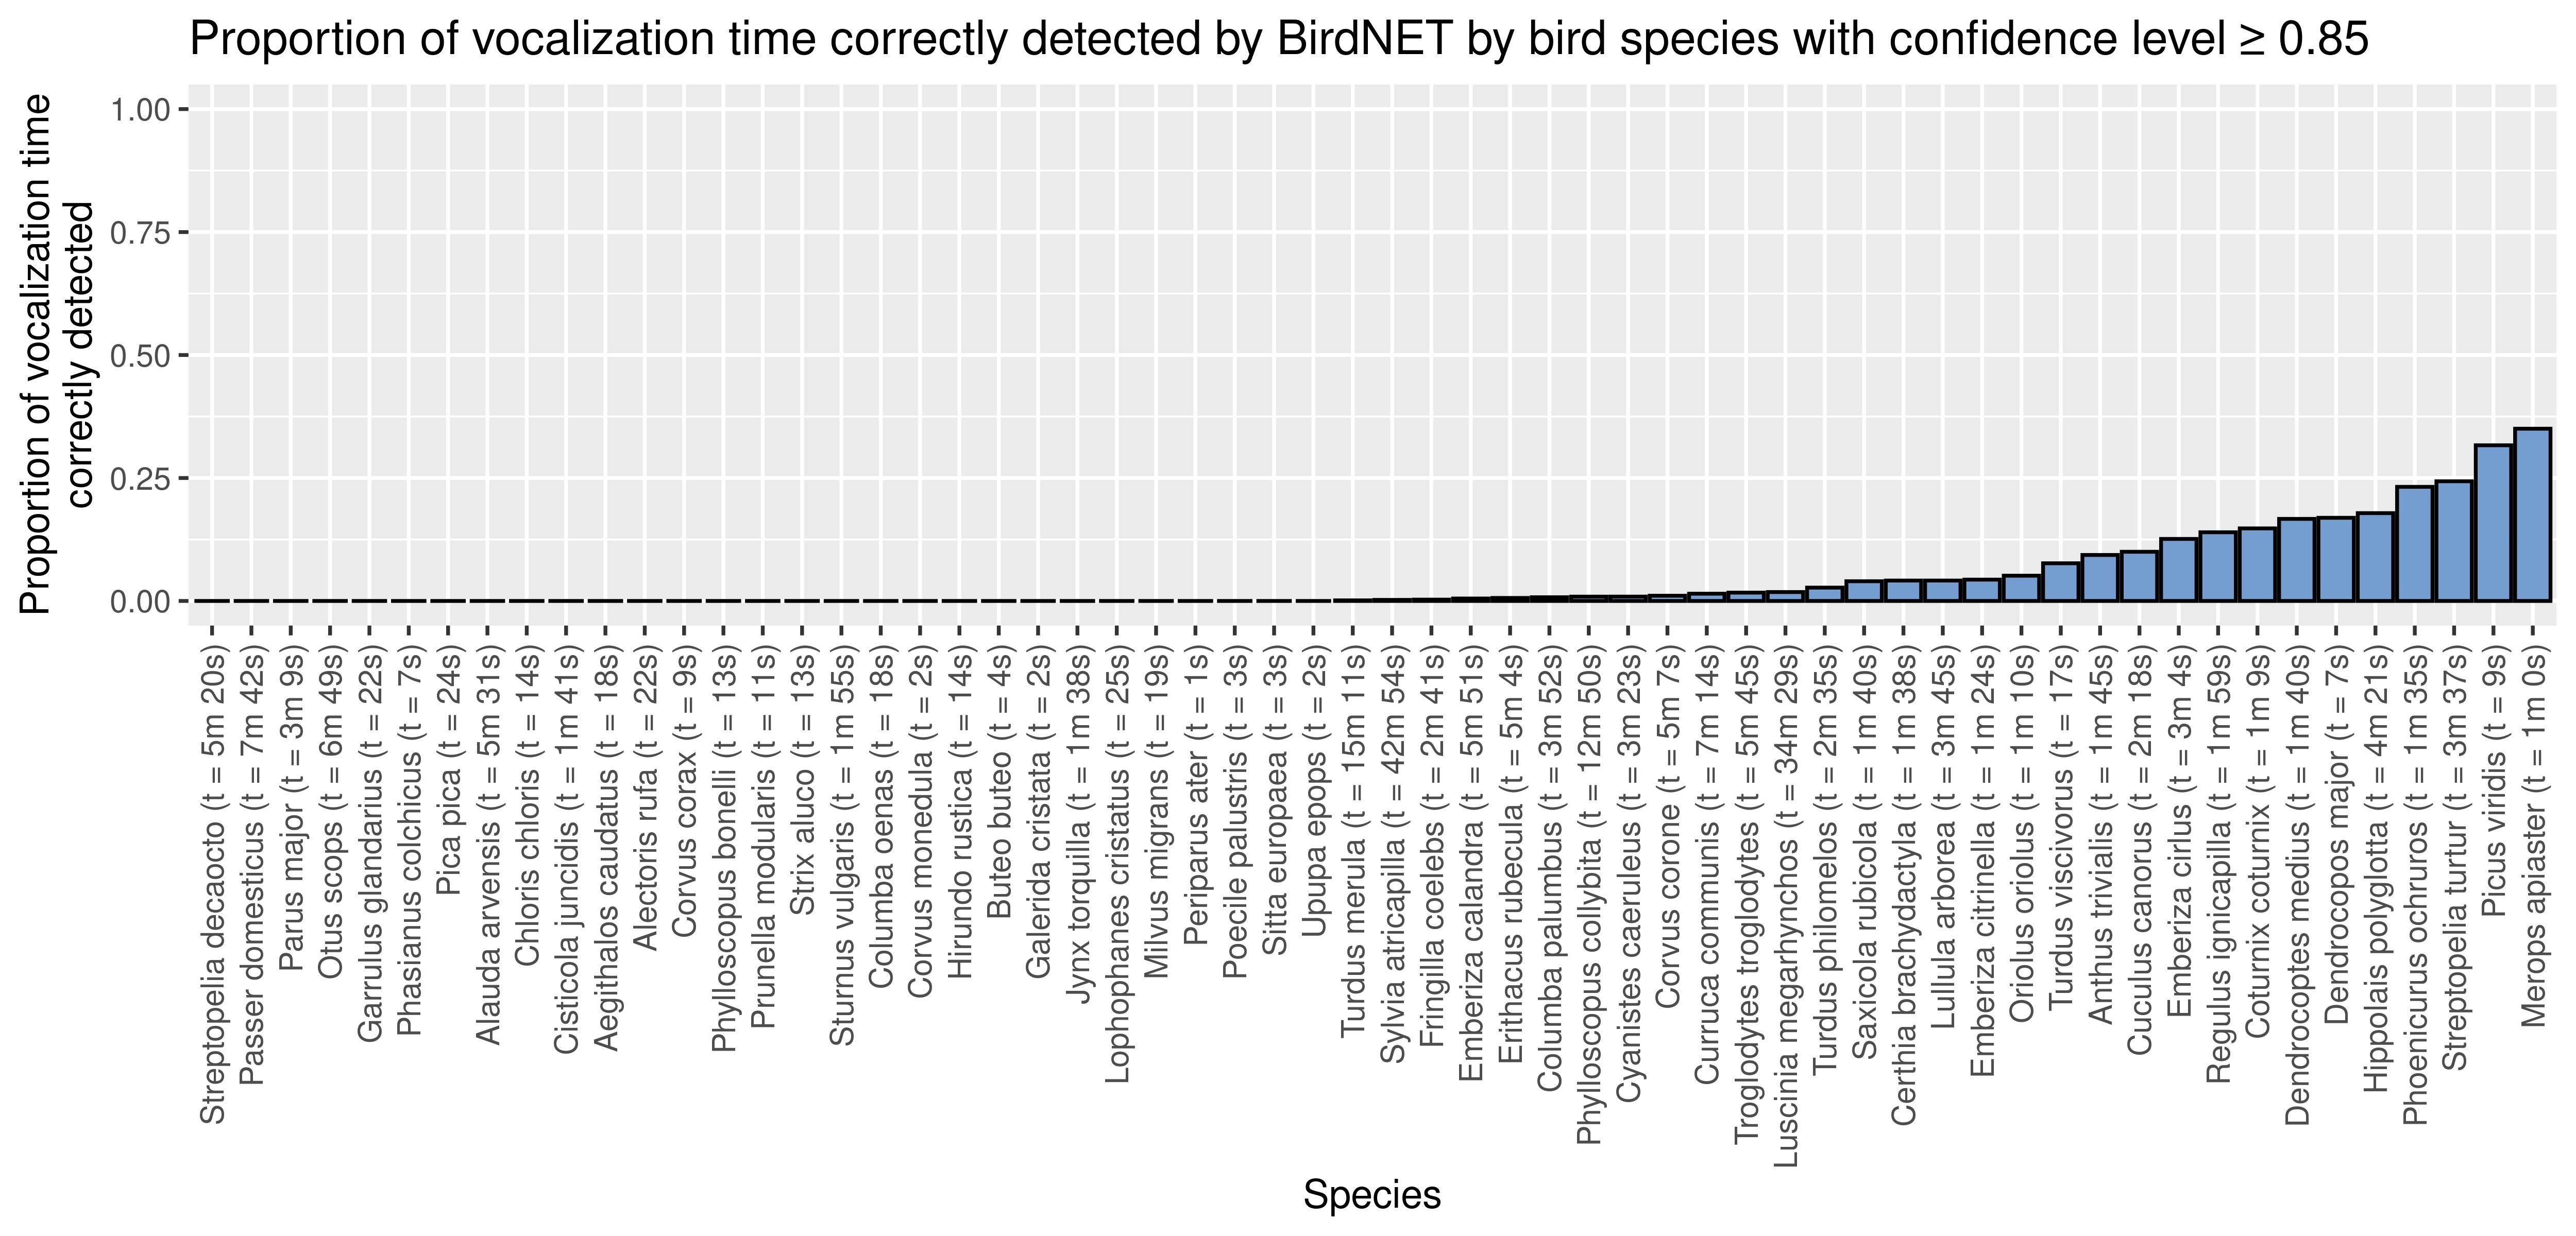 Proportion of vocalization time correctly detected by BirdNET by bird species with confidence level ≥ 0.85
Proportion of vocalization time
correctly detected
1.00
0.75
0.50
0.25
0.00
Streptopelia decaocto (t = 5m 20s)
Passer domesticus (t = 7m 42s)
Parus major (t = 3m 9s)
Otus scops (t = 6m 49s)
Garrulus glandarius (t = 22s)
Phasianus colchicus (t = 7s)
Pica pica (t = 24s)
Alauda arvensis (t = 5m 31s)
Chloris chloris (t = 14s)
Cisticola juncidis (t = 1m 41s)
Aegithalos caudatus (t = 18s)
Alectoris rufa (t = 22s)
Corvus corax (t = 9s)
Phylloscopus bonelli (t = 13s)
Prunella modularis (t = 11s)
Strix aluco (t = 13s)
Sturnus vulgaris (t = 1m 55s)
Columba oenas (t = 18s)
Corvus monedula (t = 2s)
Hirundo rustica (t = 14s)
Buteo buteo (t = 4s)
Galerida cristata (t = 2s)
Jynx torquilla (t = 1m 38s)
Lophophanes cristatus (t = 25s)
Milvus migrans (t = 19s)
Periparus ater (t = 1s)
Poecile palustris (t = 3s)
Sitta europaea (t = 3s)
Upupa epops (t = 2s)
Turdus merula (t = 15m 11s)
Sylvia atricapilla (t = 42m 54s)
Fringilla coelebs (t = 2m 41s)
Emberiza calandra (t = 5m 51s)
Erithacus rubecula (t = 5m 4s)
Columba palumbus (t = 3m 52s)
Phylloscopus collybita (t = 12m 50s)
Cyanistes caeruleus (t = 3m 23s)
Corvus corone (t = 5m 7s)
Curruca communis (t = 7m 14s)
Troglodytes troglodytes (t = 5m 45s)
Luscinia megarhynchos (t = 34m 29s)
Turdus philomelos (t = 2m 35s)
Saxicola rubicola (t = 1m 40s)
Certhia brachydactyla (t = 1m 38s)
Lullula arborea (t = 3m 45s)
Emberiza citrinella (t = 1m 24s)
Oriolus oriolus (t = 1m 10s)
Turdus viscivorus (t = 17s)
Anthus trivialis (t = 1m 45s)
Cuculus canorus (t = 2m 18s)
Emberiza cirlus (t = 3m 4s)
Regulus ignicapilla (t = 1m 59s)
Coturnix coturnix (t = 1m 9s)
Dendrocoptes medius (t = 1m 40s)
Dendrocopos major (t = 7s)
Hippolais polyglotta (t = 4m 21s)
Phoenicurus ochruros (t = 1m 35s)
Streptopelia turtur (t = 3m 37s)
Picus viridis (t = 9s)
Merops apiaster (t = 1m 0s)
Species